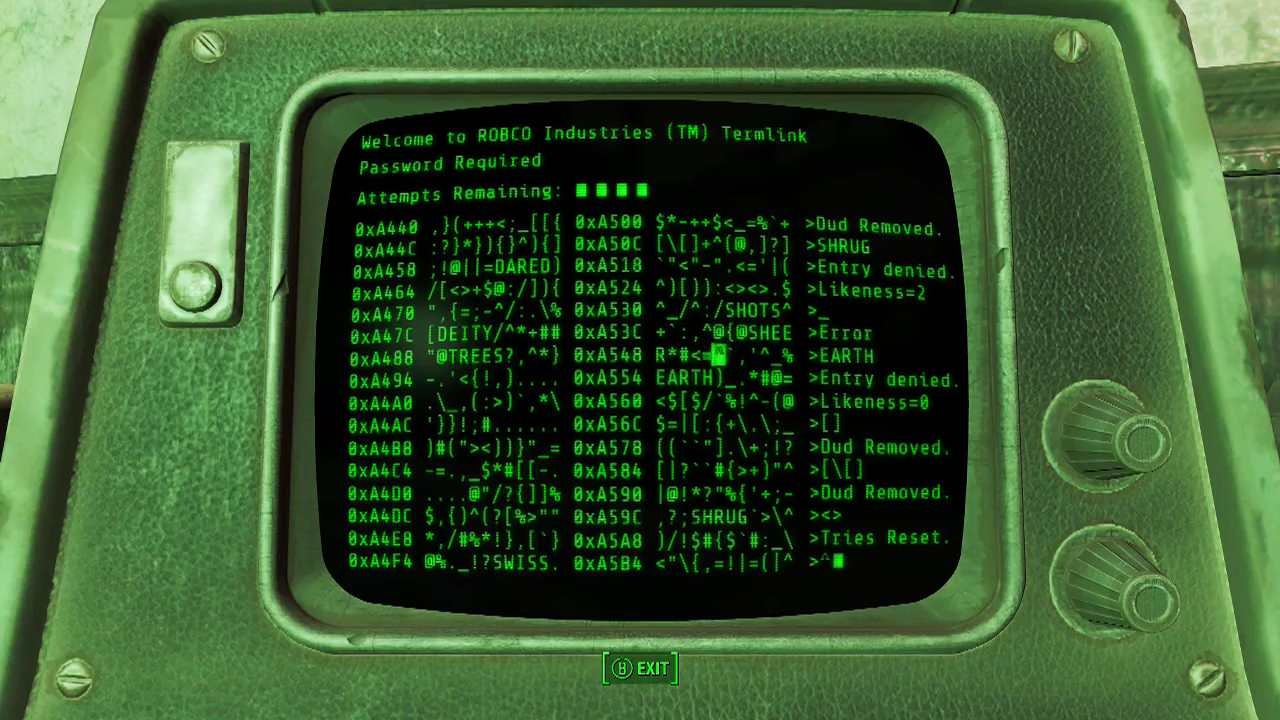 Welcome to ROBCO Industries (TM) Termlink
Password Required
Attempts Remaining: ■ ■ ■ ■
0xA440 ,}(+++<;_[[{ 0xA500 $*-++$<_=%`+ >Dud Removed.
0xA44C :?}*}){}^){] 0xA50C [\[]+^(@,]?] >SHRUG
0xA458 ;!@||=DARED) 0xA518 `"<"-".<='|( >Entry denied.
0xA464 /[<>+$@:/]){ 0xA524 ^)[)):<><>.$ >Likeness=2
0xA470 ",{=;-^/:.\% 0xA530 ^_/^:/SHOTS^ >_
0xA47C [DEITY/^*+## 0xA53C +`:,^@{@SHEE >Error
0xA488 "@TREES?,^*} 0xA548 R*#<=^`.'^_% >EARTH
0xA494 -.'<{!,).... 0xA554 EARTH)_.*#@= >Entry denied.
0xA4A0 .\_,(:>)`,*\ 0xA560 <$[$/`%!^-(@ >Likeness=0
0xA4AC '}}!;#...... 0xA56C $=|[:{+\.\;_ >[]
0xA4B8 )#("><))}"_= 0xA578 ((``"].\+;!? >Dud Removed.
0xA4C4 -=.,_$*#[[-. 0xA584 [|?``#{>+)"^ >[\[]
0xA4D0 ....@"/?{]]% 0xA590 |@!*?"%{'+;- >Dud Removed.
0xA4DC $,{)^(?[%>"" 0xA59C ,?;SHRUG`>\^ ><>
0xA4E8 *,/#%*!},[`} 0xA5A8 )/!$#{$`#:_\ >Tries Reset.
0xA4F4 @%._!?SWISS. 0xA5B4 <"\{,=!|=(|^ >^■
[Ⓑ EXIT]